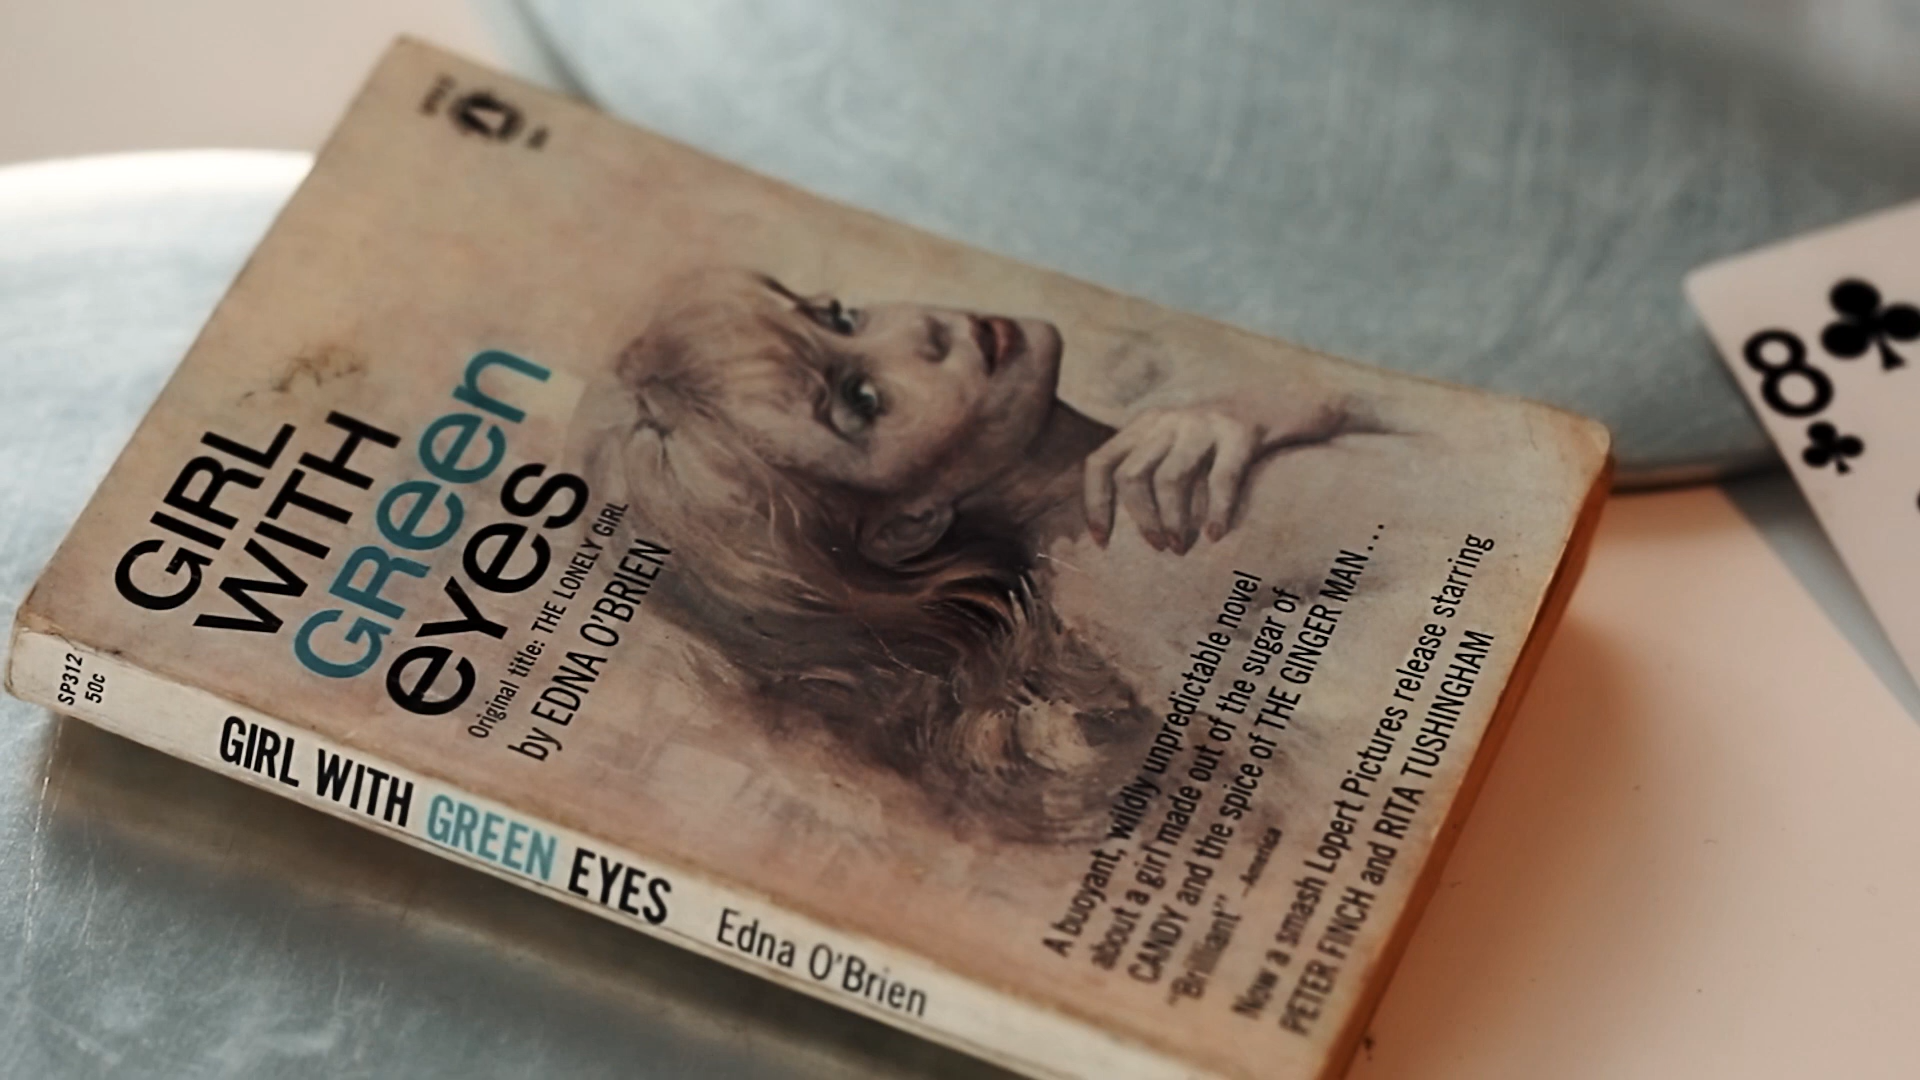 GIRL
WITH
GReen
eyes
Original title: THE LONELY GIRL
by EDNA O'BRIEN
A buoyant, wildly unpredictable novel
about a girl made out of the sugar of
CANDY and the spice of THE GINGER MAN...
"Brilliant" —America
Now a smash Lopert Pictures release starring
PETER FINCH and RITA TUSHINGHAM
SP312
50c
GIRL WITH GREEN EYES Edna O'Brien
8